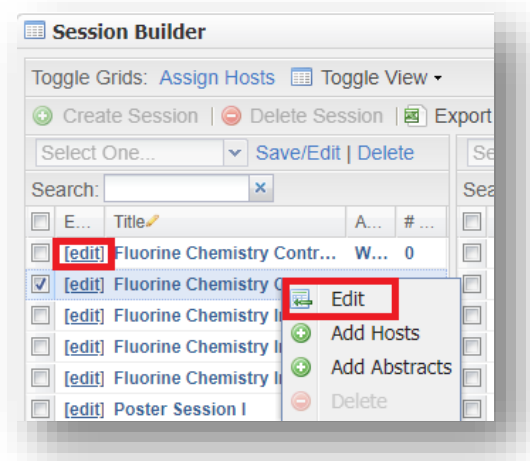 Session Builder
Toggle Grids: Assign Hosts Toggle View
Create Session | Delete Session | Export
Select One... Save/Edit | Delete Se
Search: × Sea
E... Title A... # ...
[edit] Fluorine Chemistry Contr... W... 0
[edit] Fluorine Chemistry C
Edit
[edit] Fluorine Chemistry I
Add Hosts
[edit] Fluorine Chemistry I
Add Abstracts
[edit] Fluorine Chemistry I
Delete
[edit] Poster Session I